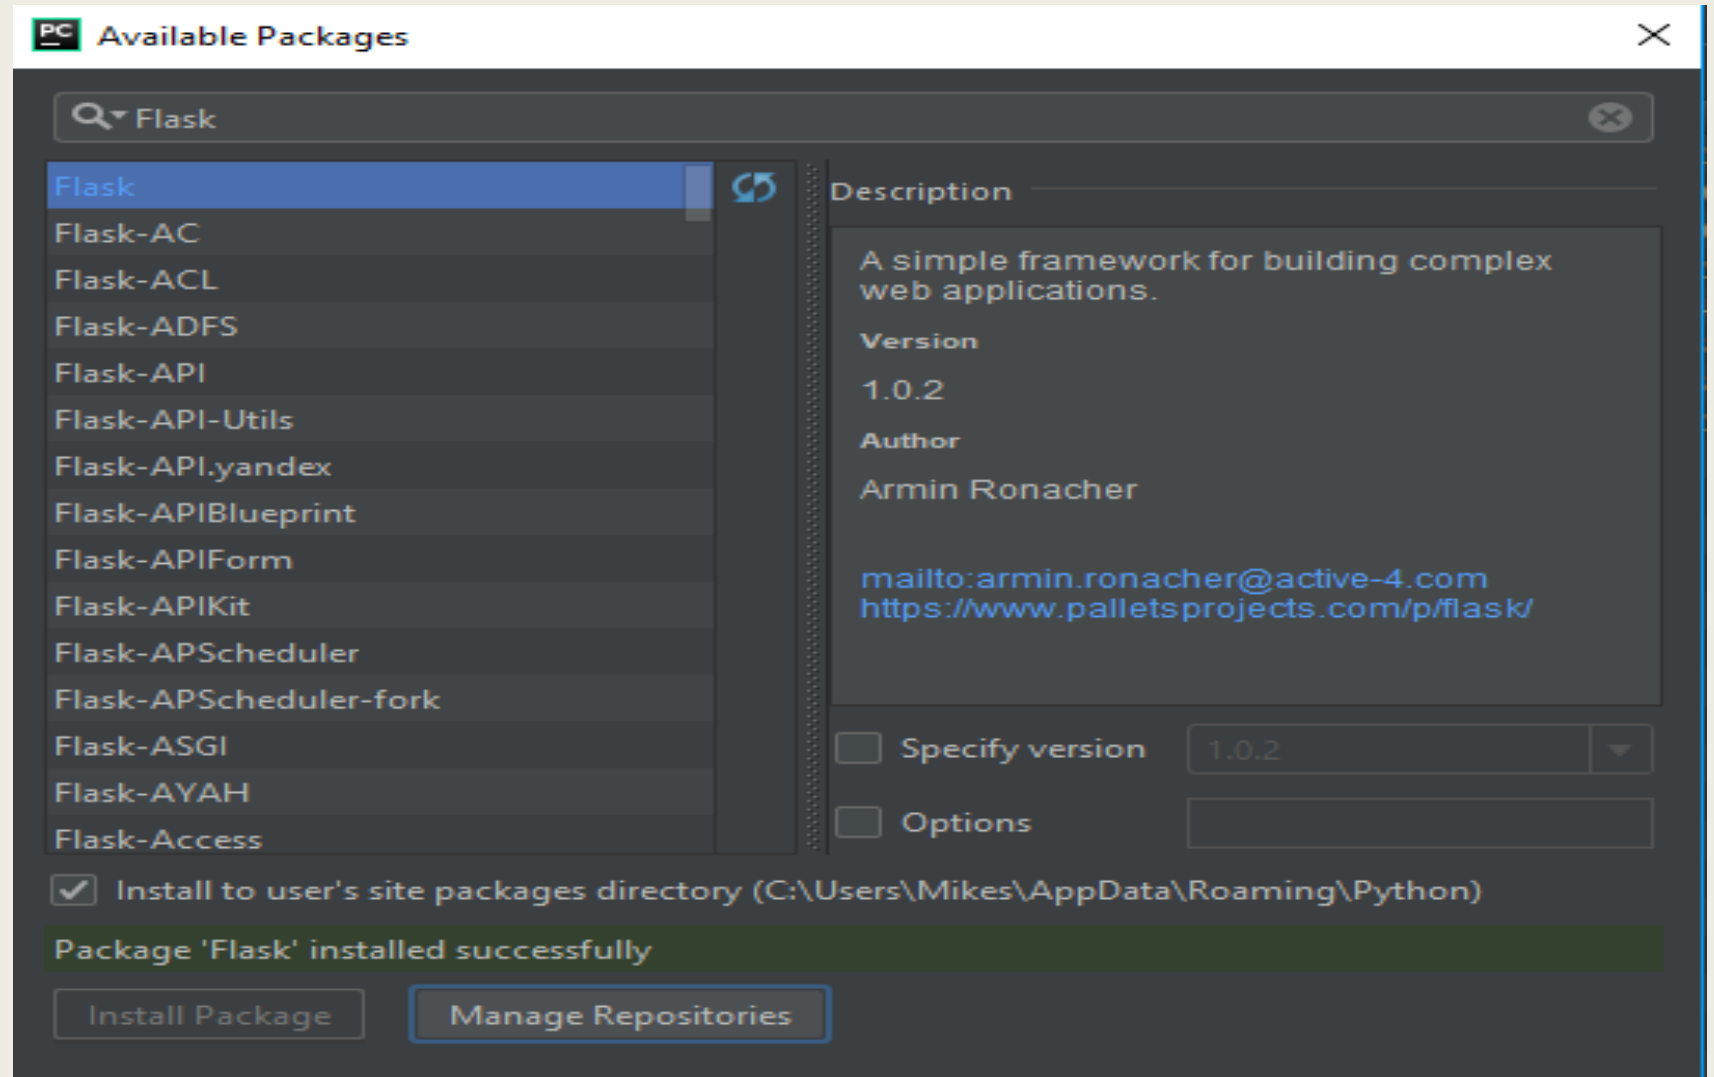 PC Available Packages
Flask
Flask
Flask-AC
Flask-ACL
Flask-ADFS
Flask-API
Flask-API-Utils
Flask-API.yandex
Flask-APIBlueprint
Flask-APIForm
Flask-APIKit
Flask-APScheduler
Flask-APScheduler-fork
Flask-ASGI
Flask-AYAH
Flask-Access
Description
A simple framework for building complex
web applications.
Version
1.0.2
Author
Armin Ronacher
mailto:armin.ronacher@active-4.com
https://www.palletsprojects.com/p/flask/
Specify version 1.0.2
Options
Install to user's site packages directory (C:\Users\Mikes\AppData\Roaming\Python)
Package 'Flask' installed successfully
Install Package Manage Repositories